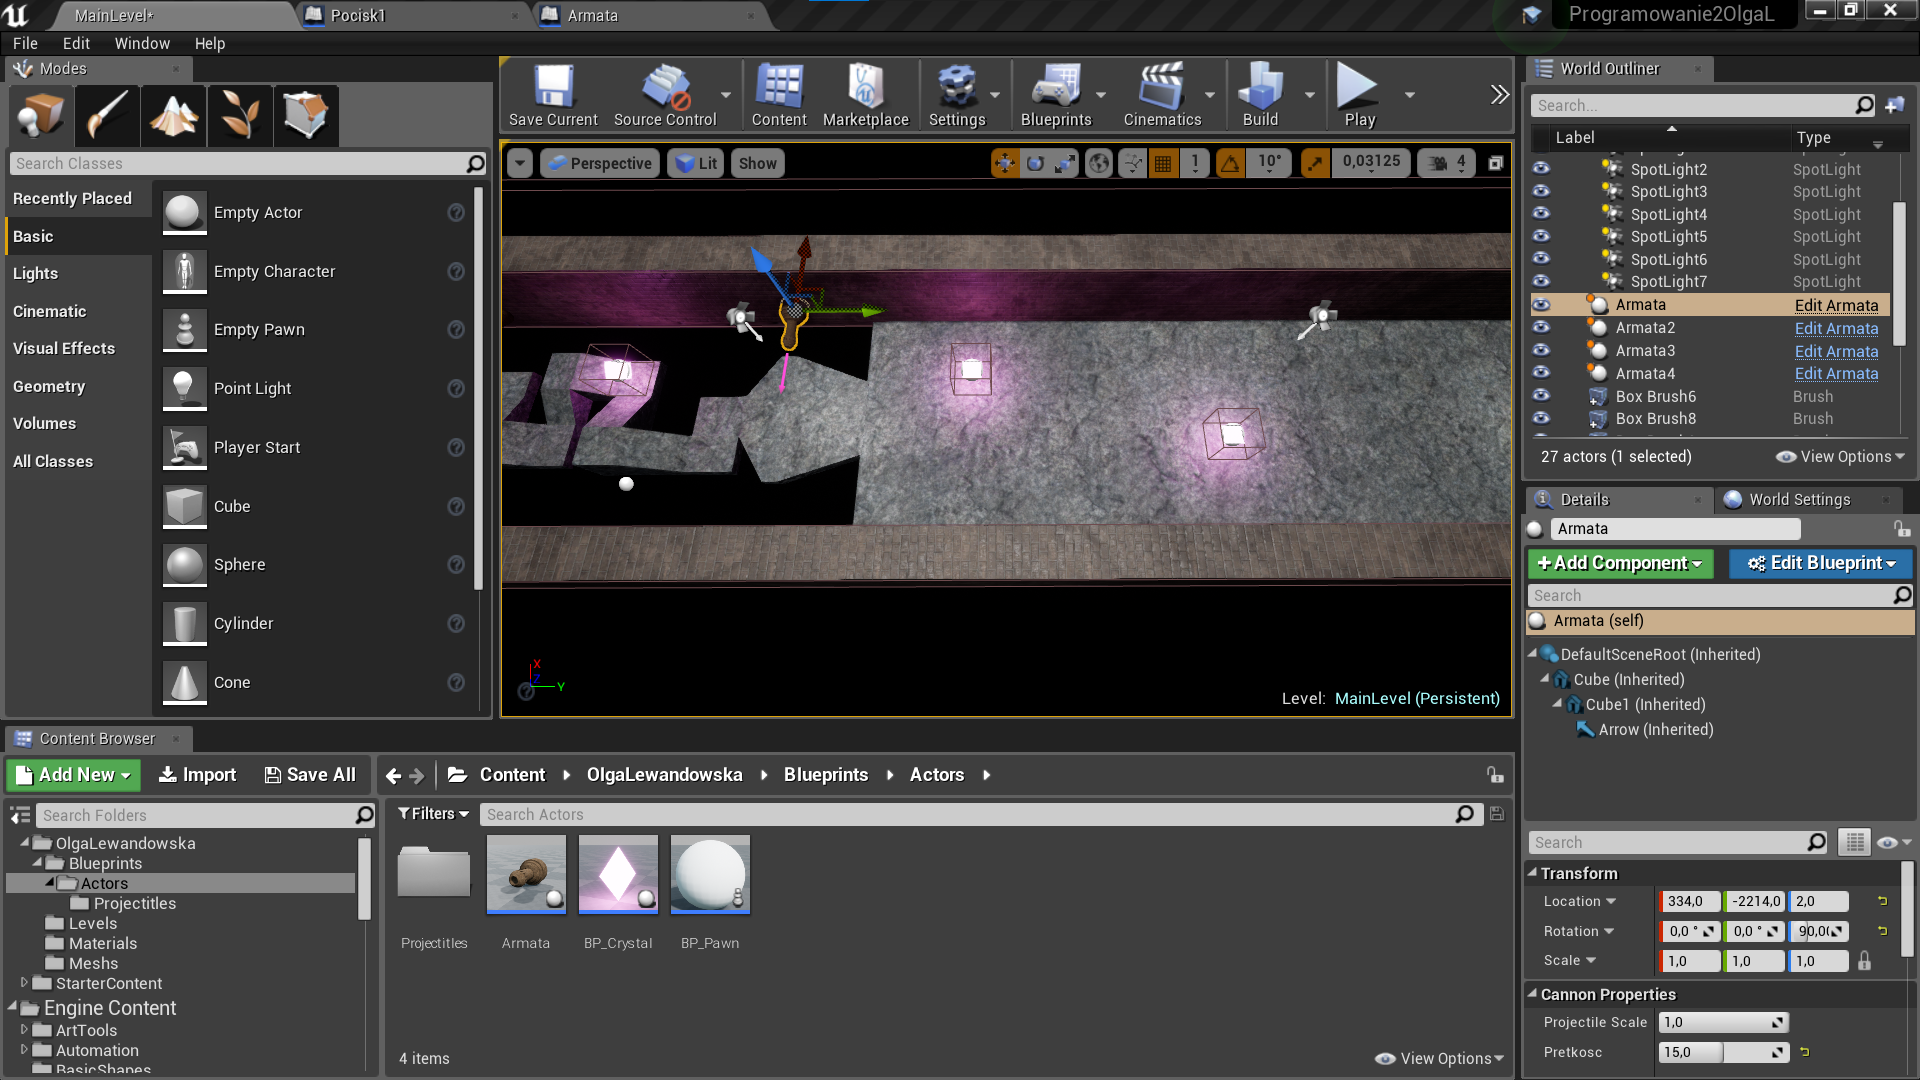 MainLevel*
Pocisk1
Armata
Programowanie2OlgaL
File Edit Window Help
Modes
Search Classes
Recently Placed
Basic
Lights
Cinematic
Visual Effects
Geometry
Volumes
All Classes
Empty Actor
Empty Character
Empty Pawn
Point Light
Player Start
Cube
Sphere
Cylinder
Cone
Save Current
Source Control
Content
Marketplace
Settings
Blueprints
Cinematics
Build
Play
Perspective
Lit
Show
1
10°
0,03125
4
X
Z
Y
Level: MainLevel (Persistent)
World Outliner
Search...
Label Type
SpotLight2 SpotLight
SpotLight3 SpotLight
SpotLight4 SpotLight
SpotLight5 SpotLight
SpotLight6 SpotLight
SpotLight7 SpotLight
Armata Edit Armata
Armata2 Edit Armata
Armata3 Edit Armata
Armata4 Edit Armata
Box Brush6 Brush
Box Brush8 Brush
27 actors (1 selected)
View Options
Details
World Settings
Armata
+Add Component
Edit Blueprint
Search
Armata (self)
DefaultSceneRoot (Inherited)
Cube (Inherited)
Cube1 (Inherited)
Arrow (Inherited)
Search
Transform
Location 334,0 -2214,0 2,0
Rotation 0,0 ° 0,0 ° 90,0
Scale 1,0 1,0 1,0
Cannon Properties
Projectile Scale 1,0
Pretkosc 15,0
Content Browser
Add New
Import
Save All
Content
OlgaLewandowska
Blueprints
Actors
Search Folders
OlgaLewandowska
Blueprints
Actors
Projectitles
Levels
Materials
Meshs
StarterContent
Engine Content
ArtTools
Automation
BasicShapes
Filters
Search Actors
Projectitles
Armata
BP_Crystal
BP_Pawn
4 items
View Options